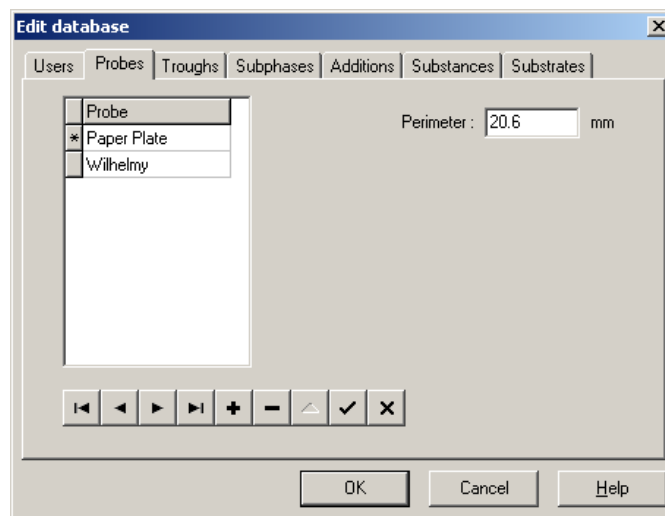 Edit database
Users Probes Troughs Subphases Additions Substances Substrates
Probe
Perimeter : 20.6 mm
* Paper Plate
Wilhelmy
OK Cancel Help